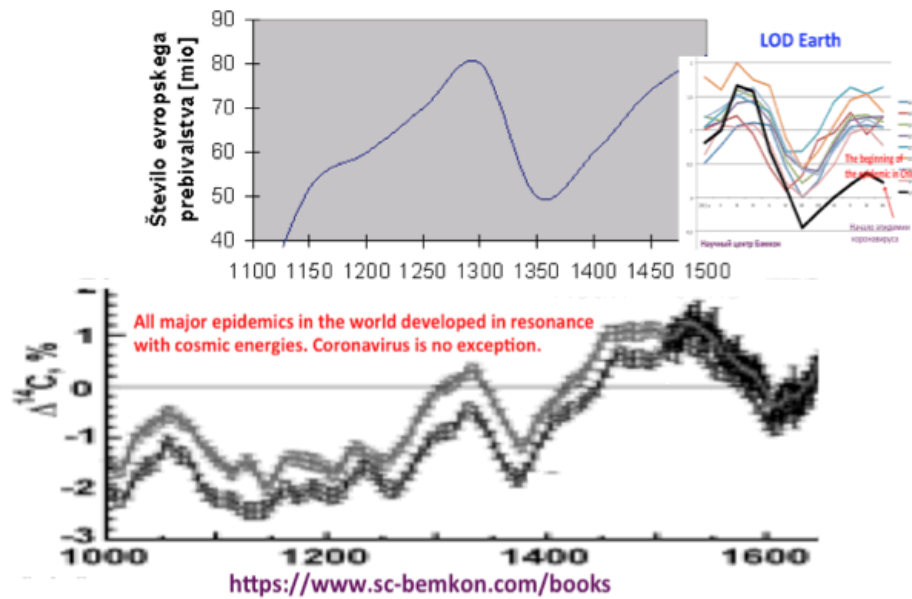 Število evropskega
prebivalstva [mio]
90
80
70
60
50
40
1100 1150 1200 1250 1300 1350 1400 1450 1500
LOD Earth
The beginning of
the epidemic in
Научный центр Бемкон
Начало эпидемии
коронавируса
All major epidemics in the world developed in resonance
with cosmic energies. Coronavirus is no exception.
Δ¹⁴C, %
1
0
-1
-2
-3
1000 1200 1400 1600
https://www.sc-bemkon.com/books